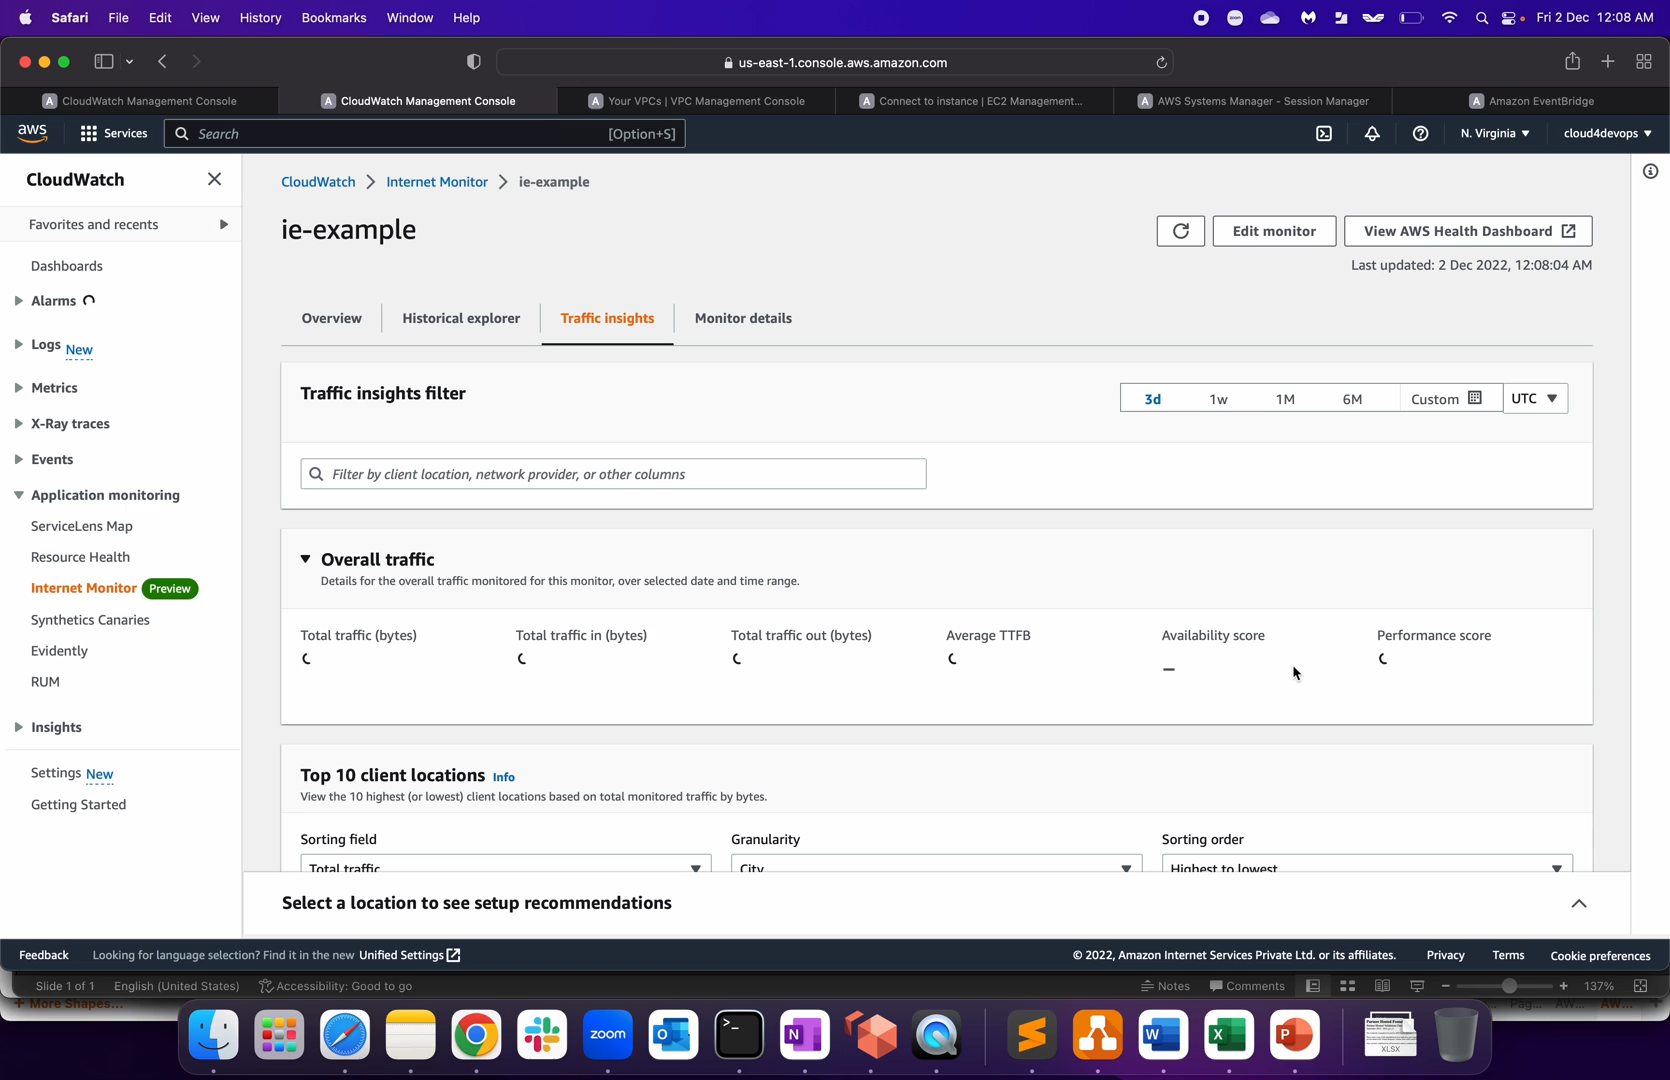 Safari File Edit View History Bookmarks Window Help
zoom
Fri 2 Dec 12:08 AM
us-east-1.console.aws.amazon.com
A CloudWatch Management Console
A CloudWatch Management Console
A Your VPCs | VPC Management Console
A Connect to instance | EC2 Management...
A AWS Systems Manager - Session Manager
A Amazon EventBridge
aws Services Search [Option+S] N. Virginia cloud4devops
CloudWatch
Favorites and recents
Dashboards
Alarms
Logs New
Metrics
X-Ray traces
Events
Application monitoring
ServiceLens Map
Resource Health
Internet Monitor Preview
Synthetics Canaries
Evidently
RUM
Insights
Settings New
Getting Started
CloudWatch Internet Monitor ie-example
ie-example
Edit monitor
View AWS Health Dashboard
Last updated: 2 Dec 2022, 12:08:04 AM
Overview Historical explorer Traffic insights Monitor details
Traffic insights filter
3d 1w 1M 6M Custom UTC
Filter by client location, network provider, or other columns
Overall traffic
Details for the overall traffic monitored for this monitor, over selected date and time range.
Total traffic (bytes) Total traffic in (bytes) Total traffic out (bytes) Average TTFB Availability score Performance score
–
Top 10 client locations Info
View the 10 highest (or lowest) client locations based on total monitored traffic by bytes.
Sorting field Granularity Sorting order
Total traffic City Highest to lowest
Select a location to see setup recommendations
Feedback Looking for language selection? Find it in the new Unified Settings © 2022, Amazon Internet Services Private Ltd. or its affiliates. Privacy Terms Cookie preferences
Slide 1 of 1 English (United States) Accessibility: Good to go Notes Comments 137%
+ More Shapes...
zoom
O
>_
N
W
X
P
XLSX